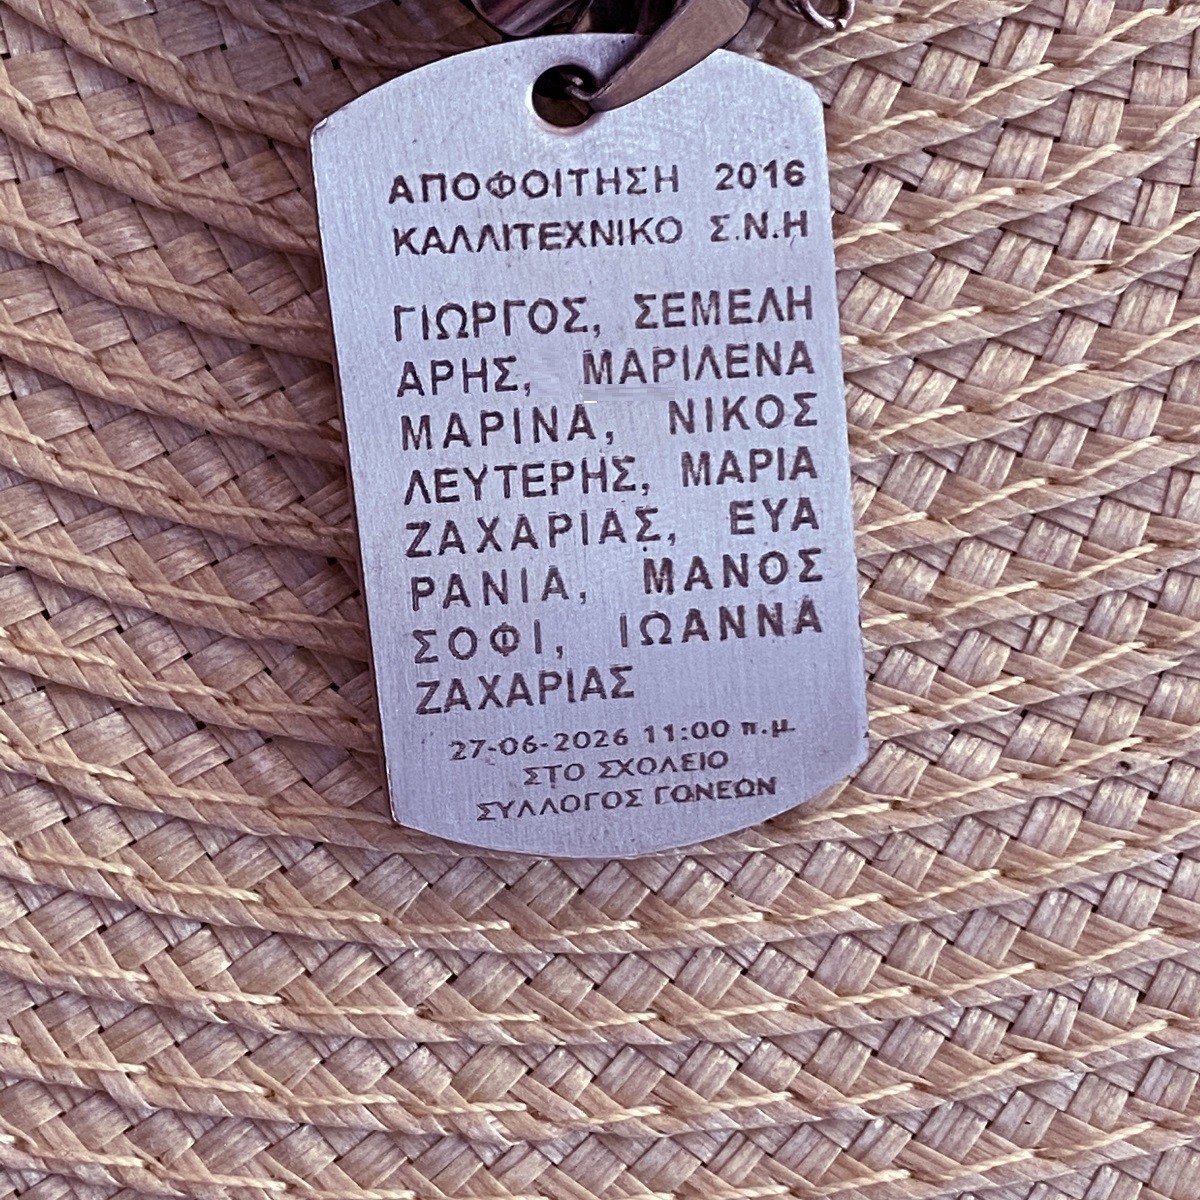 ΑΠΟΦΟΙΤΗΣΗ 2016
ΚΑΛΛΙΤΕΧΝΙΚΟ Σ.Ν.Η
ΓΙΩΡΓΟΣ, ΣΕΜΕΛΗ
ΑΡΗΣ, ΜΑΡΙΛΕΝΑ
ΜΑΡΙΝΑ, ΝΙΚΟΣ
ΛΕΥΤΕΡΗΣ, ΜΑΡΙΑ
ΖΑΧΑΡΙΑΣ, ΕΥΑ
ΡΑΝΙΑ, ΜΑΝΟΣ
ΣΟΦΙ, ΙΩΑΝΝΑ
ΖΑΧΑΡΙΑΣ
27-06-2026 11:00 π.μ.
ΣΤΟ ΣΧΟΛΕΙΟ
ΣΥΛΛΟΓΟΣ ΓΟΝΕΩΝ